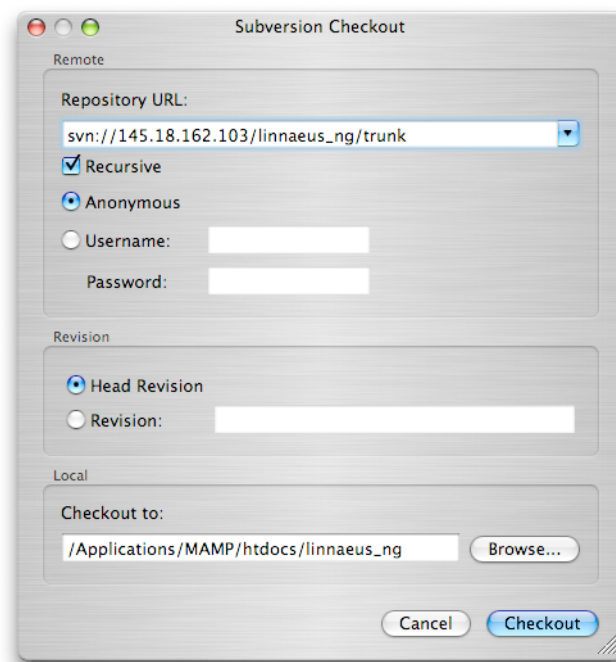 Subversion Checkout
Remote
Repository URL:
svn://145.18.162.103/linnaeus_ng/trunk
Recursive
Anonymous
Username:
Password:
Revision
Head Revision
Revision:
Local
Checkout to:
/Applications/MAMP/htdocs/linnaeus_ng
Browse...
Cancel
Checkout